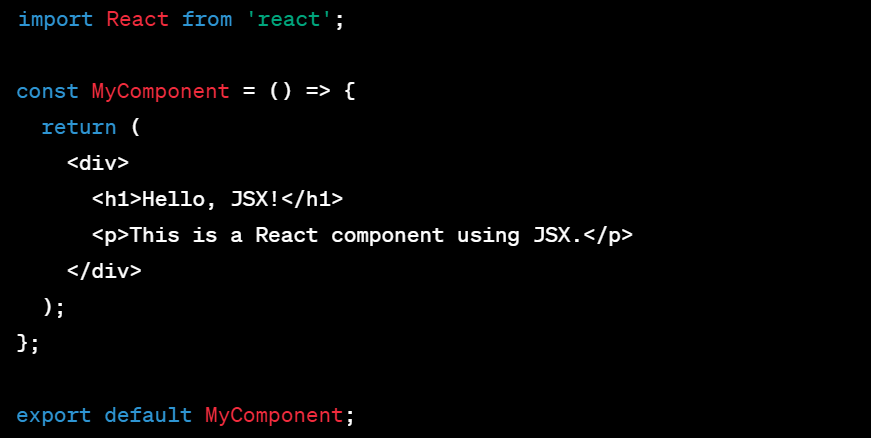 import React from 'react';
const MyComponent = () => {
return (
<div>
<h1>Hello, JSX!</h1>
<p>This is a React component using JSX.</p>
</div>
);
};
export default MyComponent;